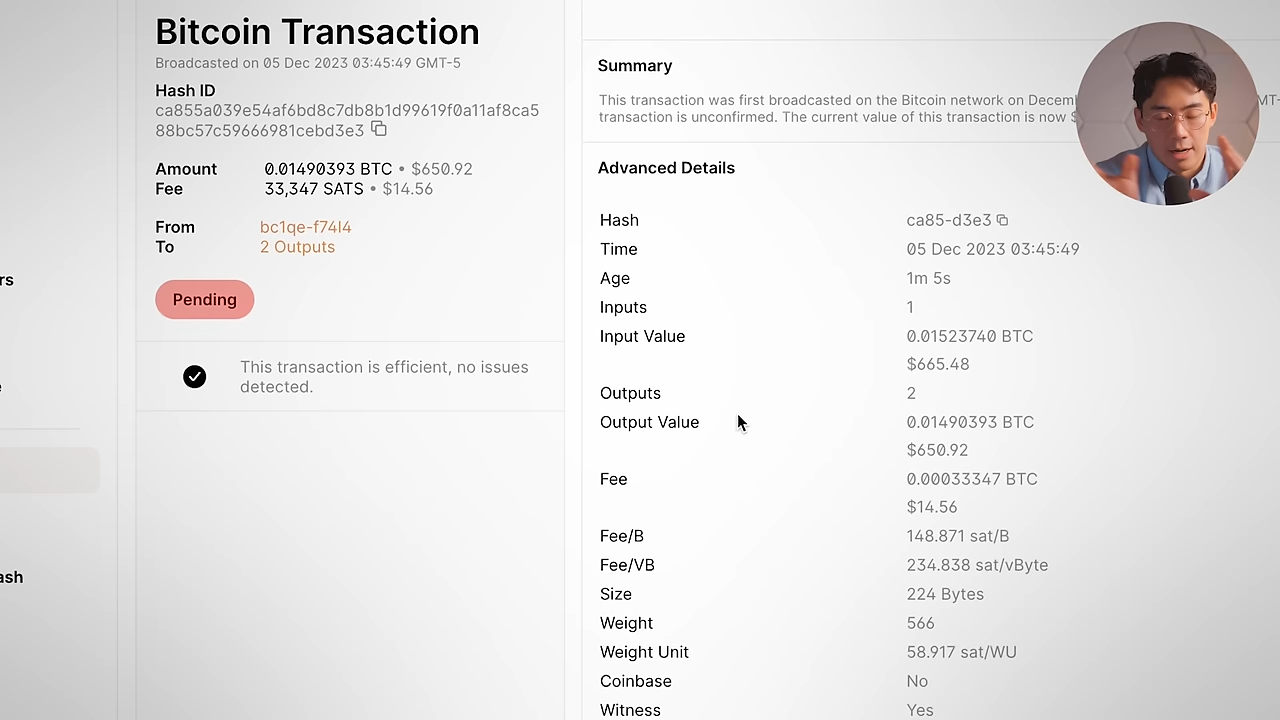 Bitcoin Transaction
Broadcasted on 05 Dec 2023 03:45:49 GMT-5
Hash ID
ca855a039e54af6bd8c7db8b1d99619f0a11af8ca5
88bc57c59666981cebd3e3
Amount 0.01490393 BTC • $650.92
Fee 33,347 SATS • $14.56
From bc1qe-f74l4
To 2 Outputs
Pending
This transaction is efficient, no issues
detected.
rs
e
ash
Summary
This transaction was first broadcasted on the Bitcoin network on Decem
transaction is unconfirmed. The current value of this transaction is now $
Advanced Details
Hash ca85-d3e3
Time 05 Dec 2023 03:45:49
Age 1m 5s
Inputs 1
Input Value 0.01523740 BTC
$665.48
Outputs 2
Output Value 0.01490393 BTC
$650.92
Fee 0.00033347 BTC
$14.56
Fee/B 148.871 sat/B
Fee/VB 234.838 sat/vByte
Size 224 Bytes
Weight 566
Weight Unit 58.917 sat/WU
Coinbase No
Witness Yes